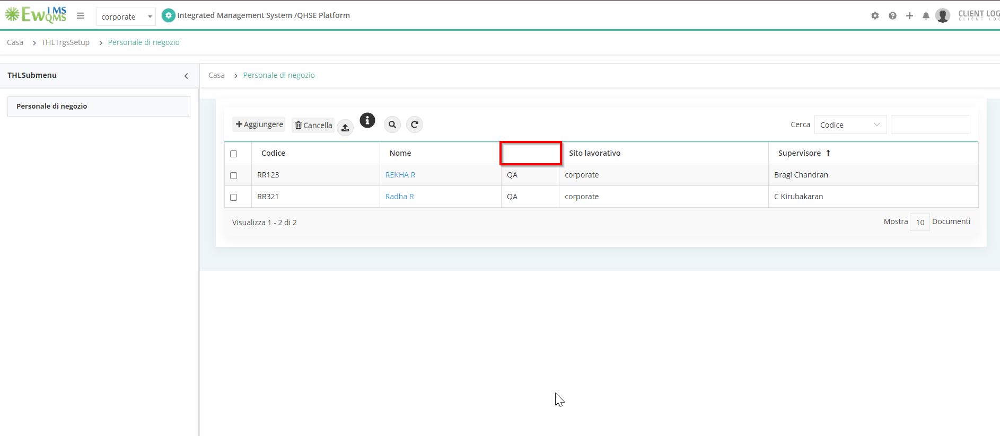 EwIMS QMS
corporate
Integrated Management System /QHSE Platform
CLIENT LOG
CLIENT LOG
Casa > THLTrgsSetup > Personale di negozio
THLSubmenu
Casa > Personale di negozio
Personale di negozio
Aggiungere Cancella Cerca Codice
Codice Nome Sito lavorativo Supervisore ↑
RR123 REKHA R QA corporate Bragi Chandran
RR321 Radha R QA corporate C Kirubakaran
Visualizza 1 - 2 di 2 Mostra 10 Documenti